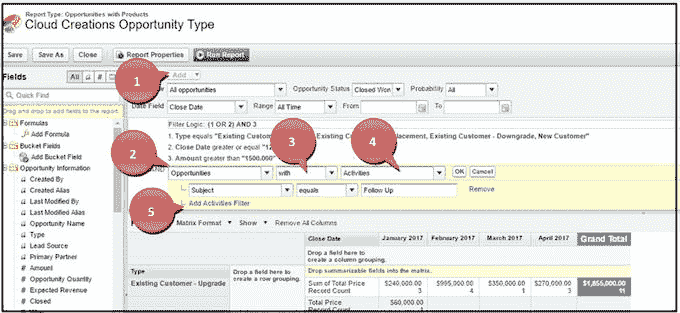 Report Type: Opportunities with Products
Cloud Creations Opportunity Type
Save Save As Close Report Properties Run Report
Fields All # Add
1
Quick Find All opportunities Opportunity Status Closed Won Probability All
Drag and drop to add fields to the report. Date Field Close Date Range All Time From To
Formulas
Add Formula
Filter Logic: (1 OR 2) AND 3
Bucket Fields
1. Type equals "Existing Customer Existing Replacement, Existing Customer - Downgrade, New Customer"
Add Bucket Field
2. Close Date greater or equal
Opportunity Information
3. Amount greater than "1500.000"
2 3 4
Created By
AND Opportunities with Activities OK Cancel
Created Alias
Last Modified By
Subject equals Follow Up Remove
Last Modified Alias
5
Add Activities Filter
Opportunity Name
Type
Matrix Format Show Remove All Columns
Lead Source
Primary Partner
Close Date January 2017 February 2017 March 2017 April 2017 Grand Total
# Amount
Drop a field here to create a column grouping.
# Opportunity Quantity
Type Drop a field here to create a row grouping. Drop summarizable fields into the matrix.
# Expected Revenue
Existing Customer - Upgrade Sum of Total Price $240,000.00 $995,000.00 $350,000.00 $270,000.00 $1,855,000.00
# Closed
Record Count 3 4 1 3 11
Total Price $60,000.00
Record Count 1